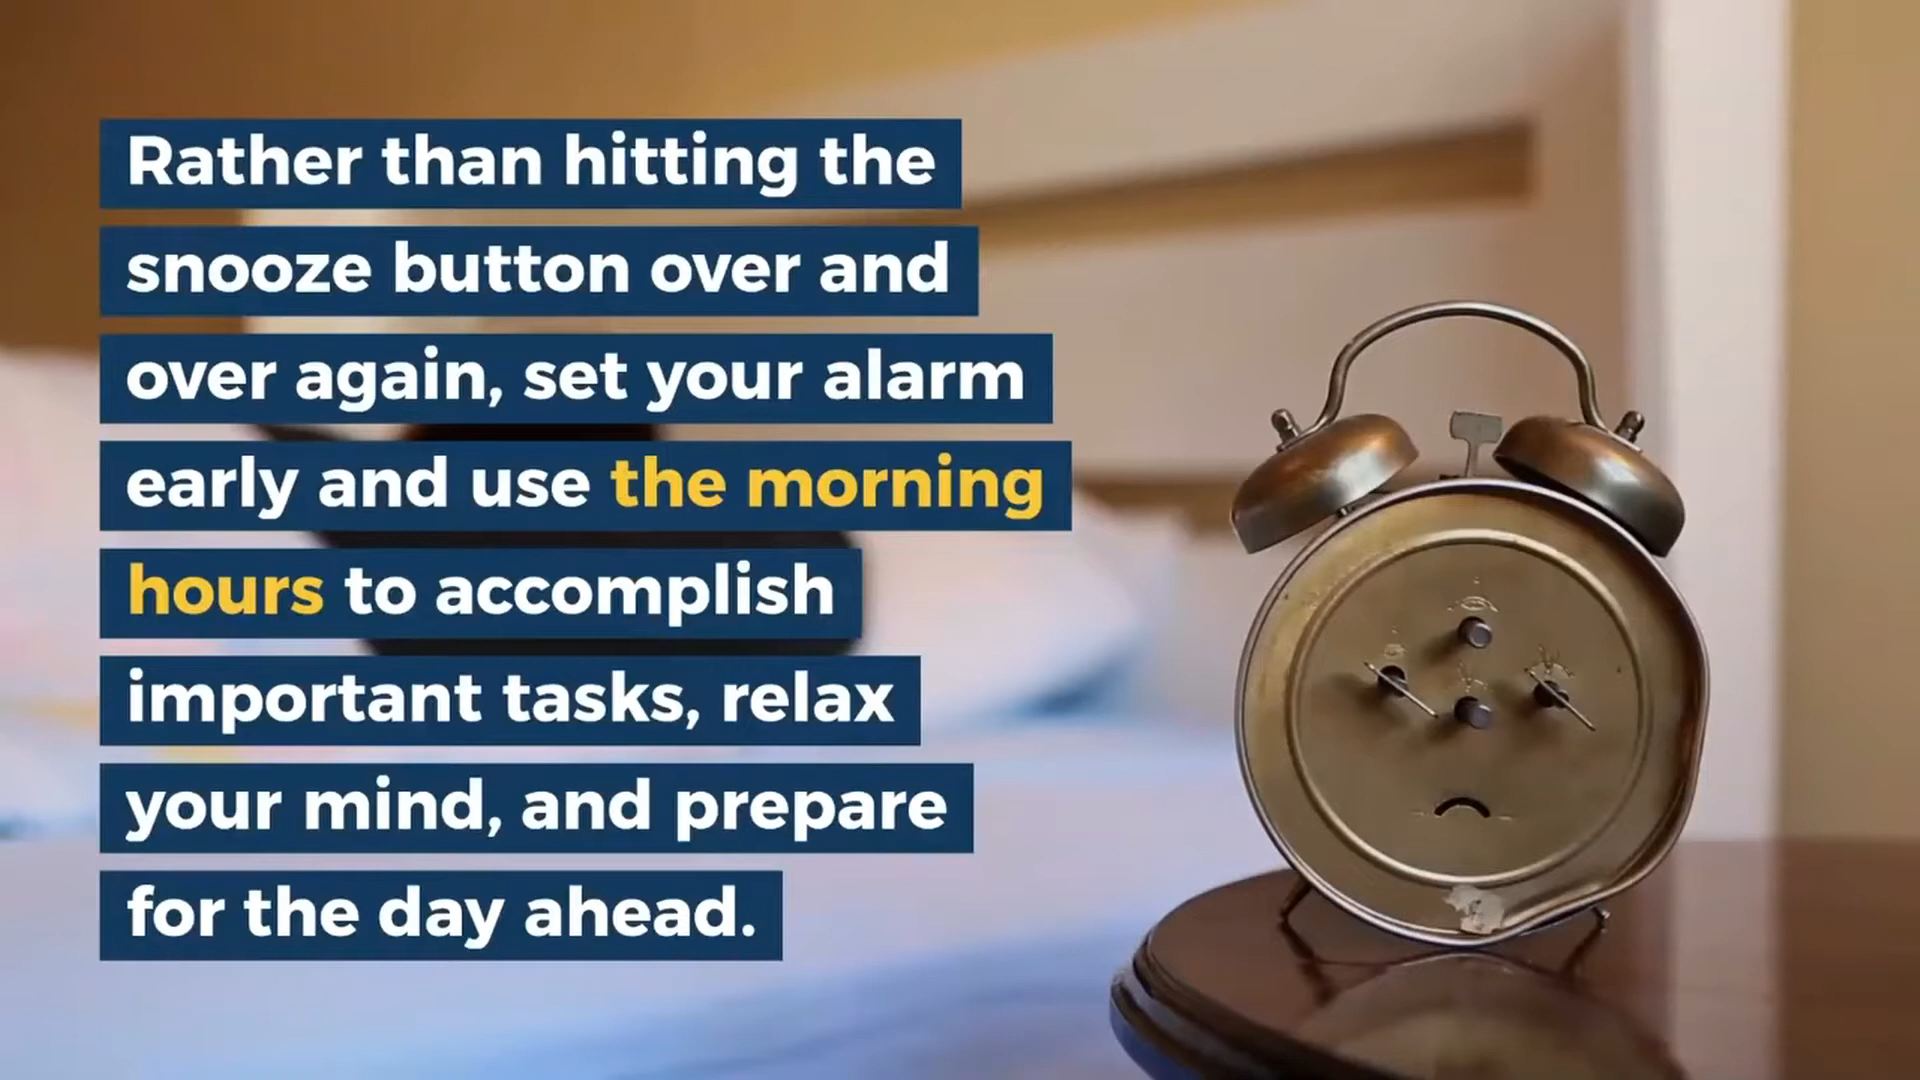 Rather than hitting the
snooze button over and
over again, set your alarm
early and use the morning
hours to accomplish
important tasks, relax
your mind, and prepare
for the day ahead.